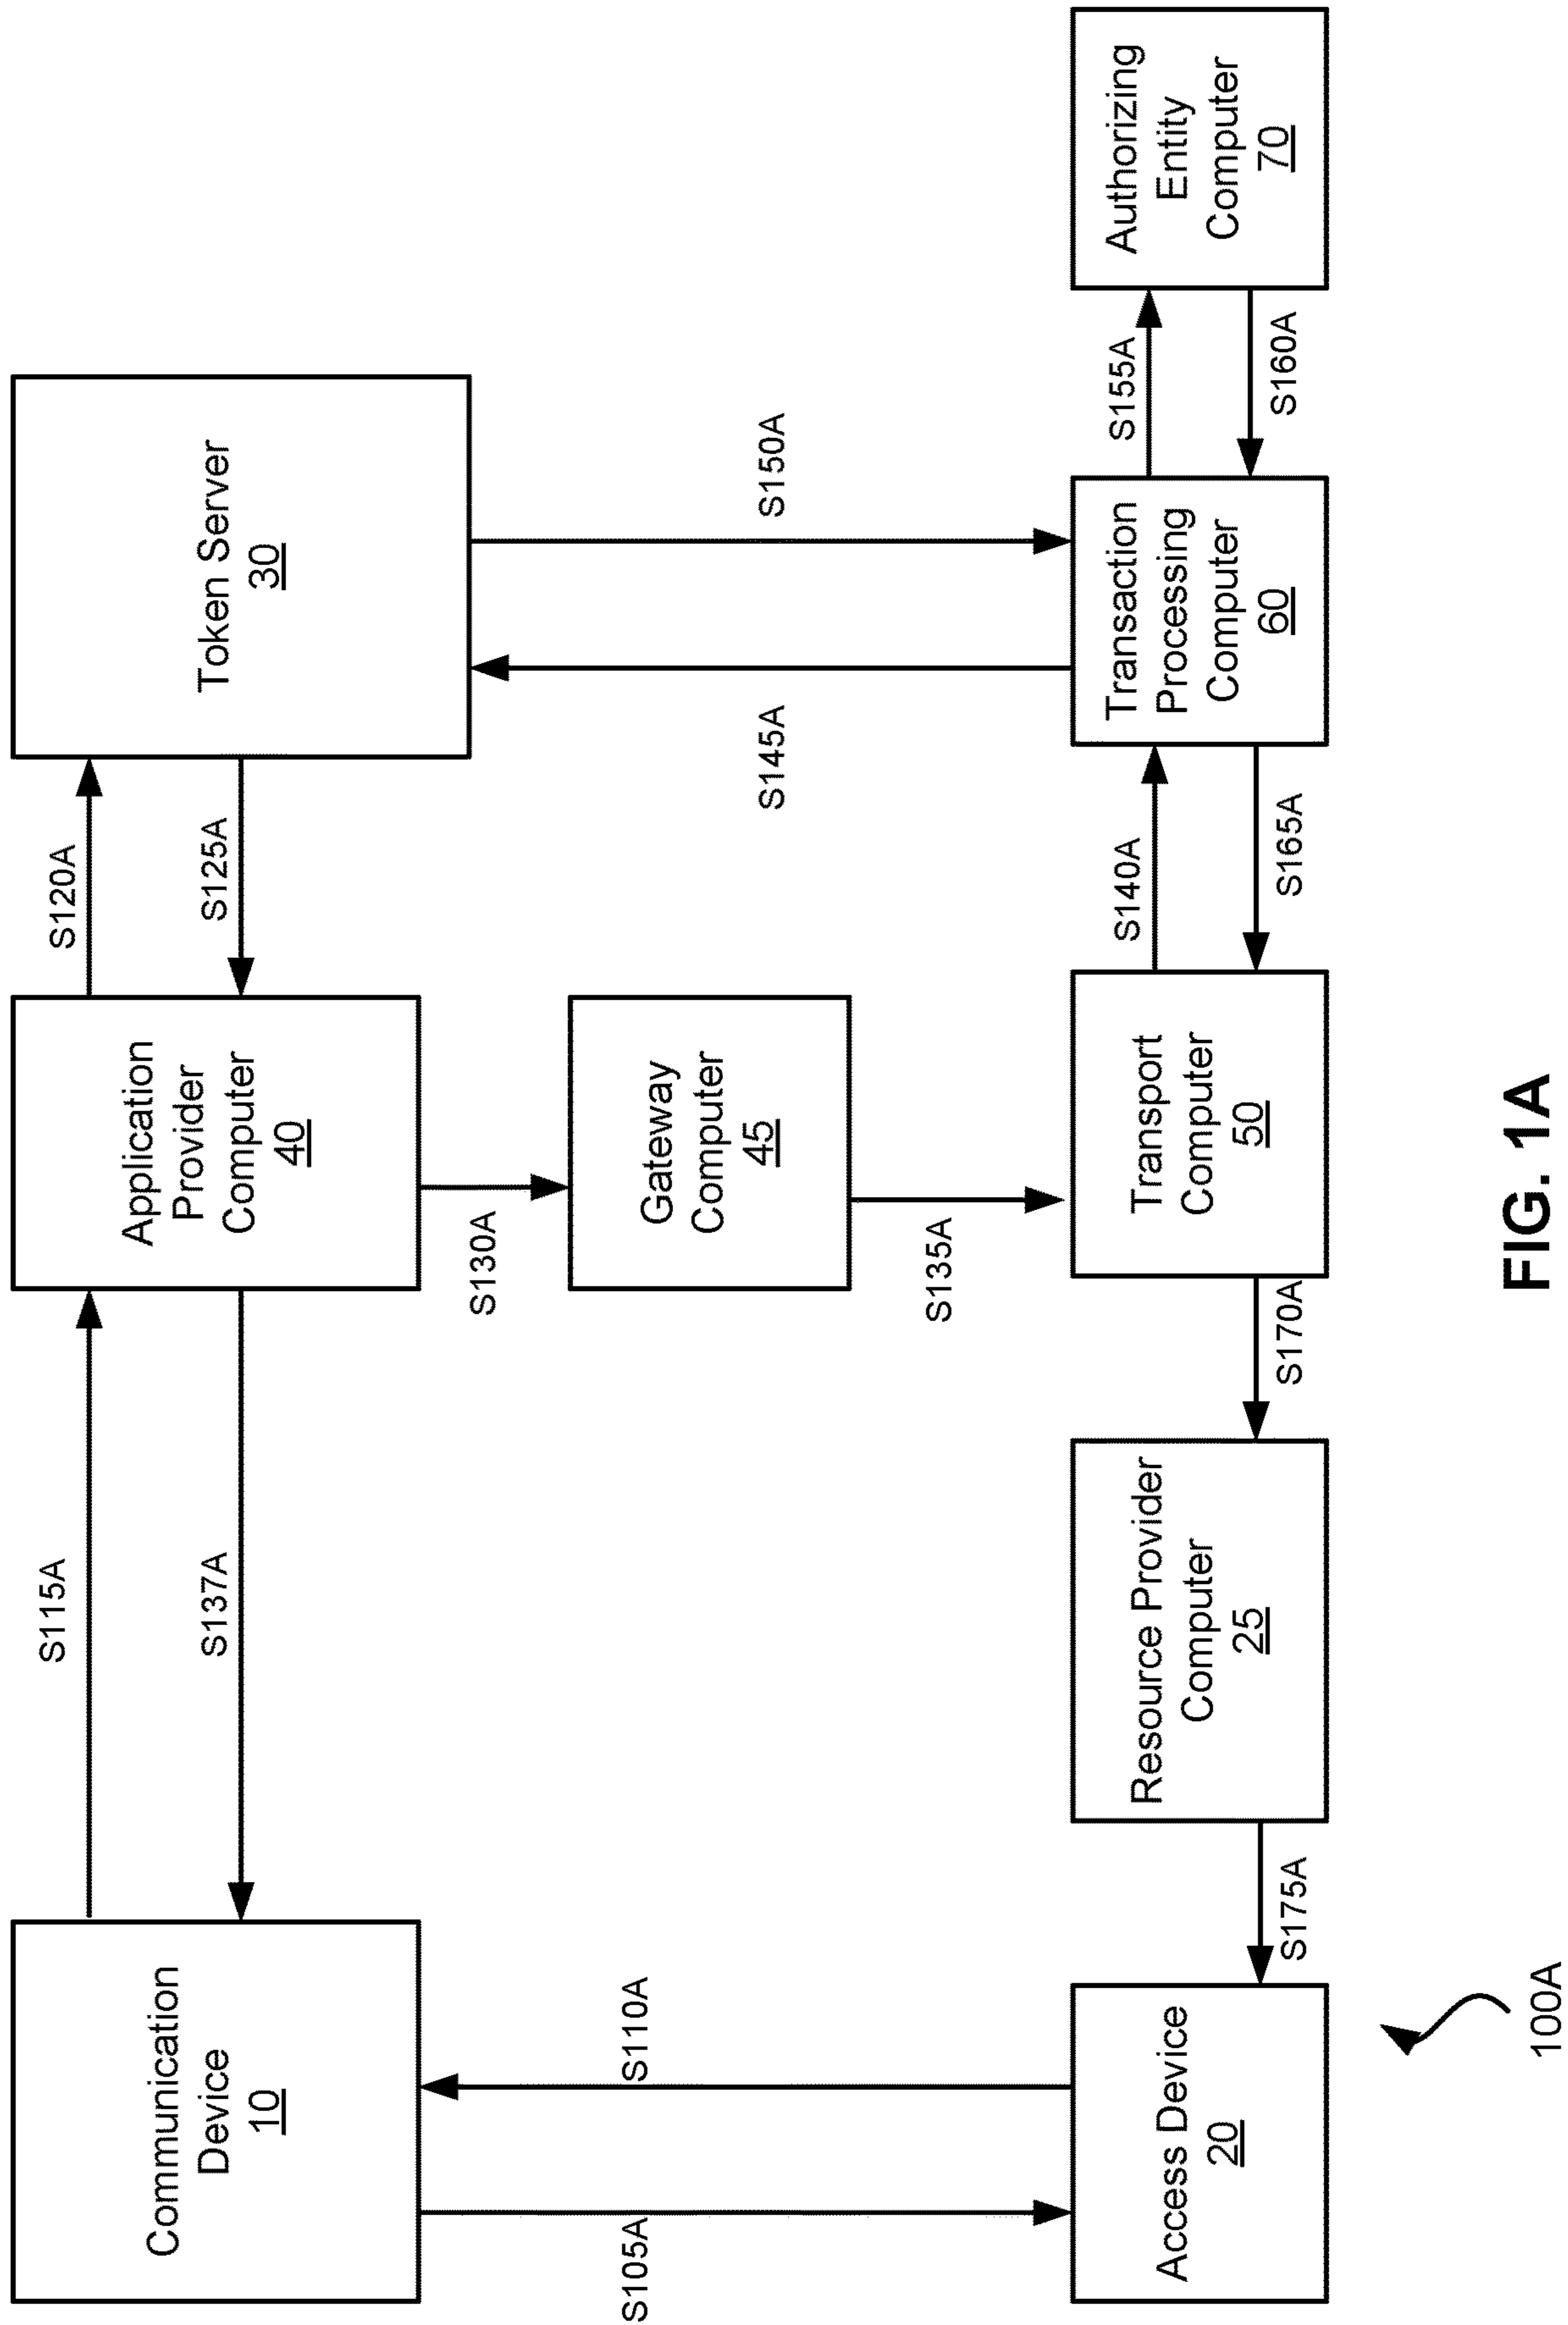 S115A
S120A
Communication
Device
10
Application
Provider
Computer
40
Token Server
30
S137A
S125A
S130A
Gateway
Computer
45
S105A
S110A
S135A
S145A
S150A
S140A
S155A
Access Device
20
Resource Provider
Computer
25
Transport
Computer
50
Transaction
Processing
Computer
60
Authorizing
Entity
Computer
70
S175A
S170A
S165A
S160A
100A
FIG. 1A